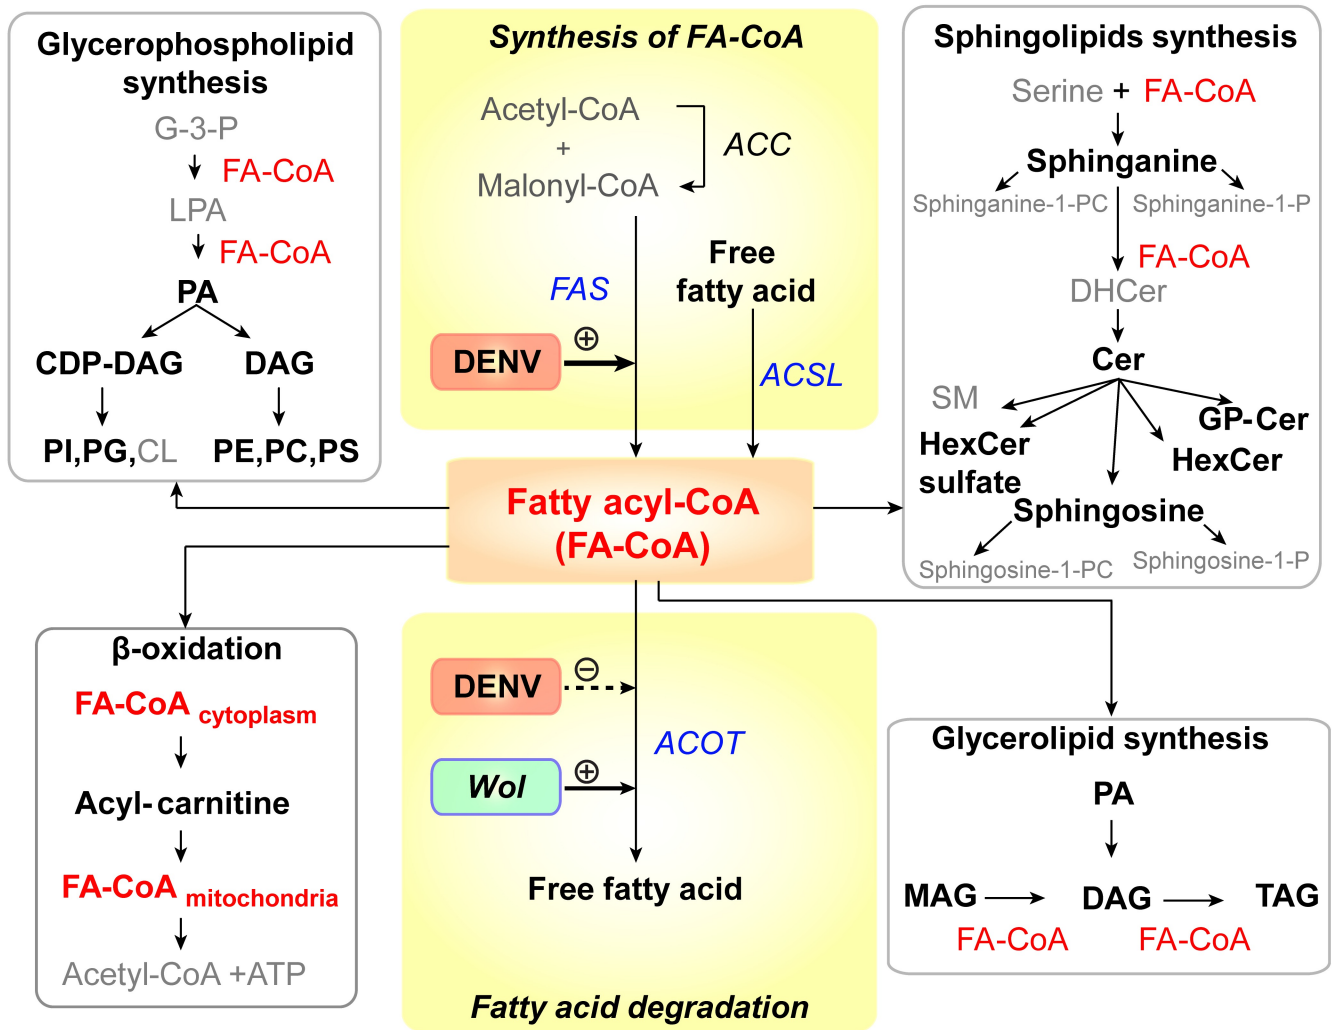 Glycerophospholipid
synthesis
G-3-P
FA-CoA
LPA
FA-CoA
PA
CDP-DAG DAG
PI,PG,CL PE,PC,PS
Synthesis of FA-CoA
Acetyl-CoA
+
Malonyl-CoA
ACC
Free
fatty acid
FAS
DENV
+
ACSL
Sphingolipids synthesis
Serine + FA-CoA
Sphinganine
Sphinganine-1-PC Sphinganine-1-P
FA-CoA
DHCer
Cer
SM
GP-Cer
HexCer
sulfate
HexCer
Sphingosine
Sphingosine-1-PC Sphingosine-1-P
Fatty acyl-CoA
(FA-CoA)
β-oxidation
FA-CoA cytoplasm
Acyl-carnitine
FA-CoA mitochondria
Acetyl-CoA +ATP
DENV
−
ACOT
Wol
+
Free fatty acid
Fatty acid degradation
Glycerolipid synthesis
PA
MAG DAG TAG
FA-CoA FA-CoA